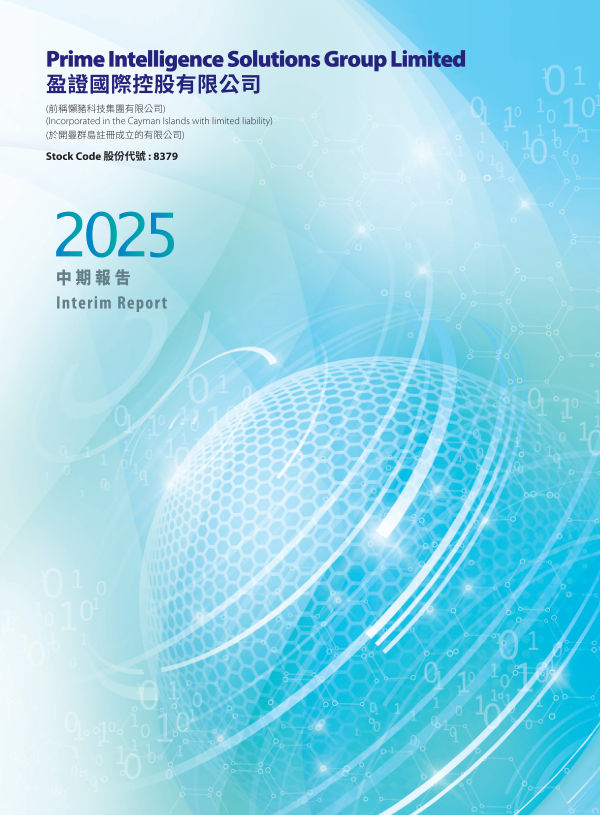 Prime Intelligence Solutions Group Limited
盈證國際控股有限公司
(前稱懶豬科技集團有限公司)
(Incorporated in the Cayman Islands with limited liability)
(於開曼群島註冊成立的有限公司)
Stock Code 股份代號 : 8379
2025
中期報告
Interim Report